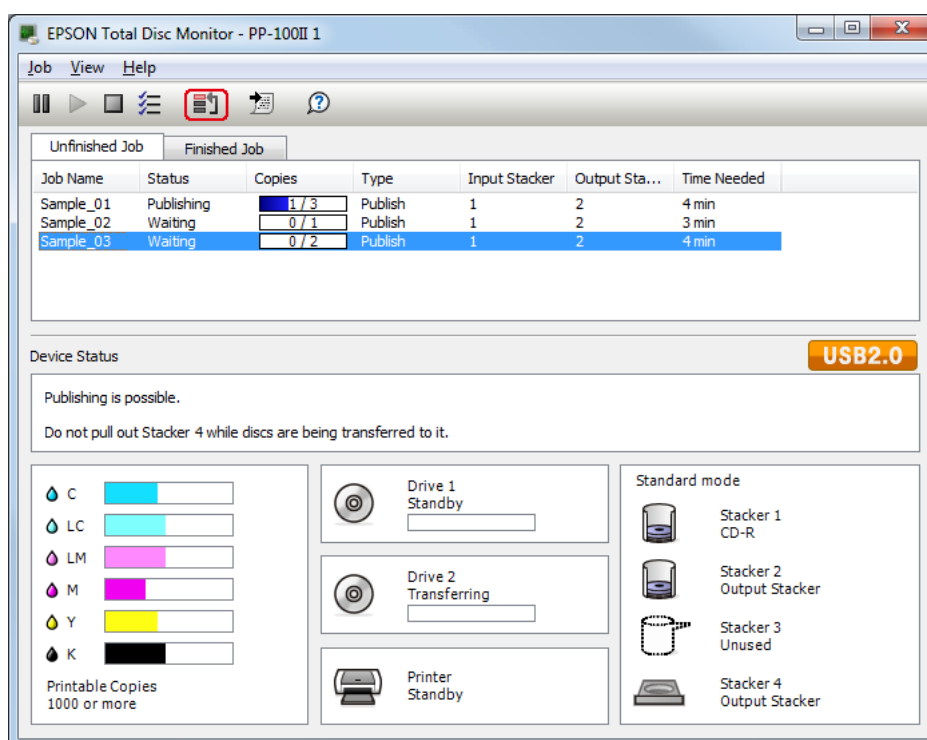 EPSON Total Disc Monitor - PP-100II 1
Job View Help
Unfinished Job Finished Job
Job Name Status Copies Type Input Stacker Output Sta... Time Needed
Sample_01 Publishing 1 / 3 Publish 1 2 4 min
Sample_02 Waiting 0 / 1 Publish 1 2 3 min
Sample_03 Waiting 0 / 2 Publish 1 2 4 min
Device Status
USB2.0
Publishing is possible.
Do not pull out Stacker 4 while discs are being transferred to it.
C
LC
LM
M
Y
K
Printable Copies
1000 or more
Drive 1
Standby
Drive 2
Transferring
Printer
Standby
Standard mode
Stacker 1
CD-R
Stacker 2
Output Stacker
Stacker 3
Unused
Stacker 4
Output Stacker